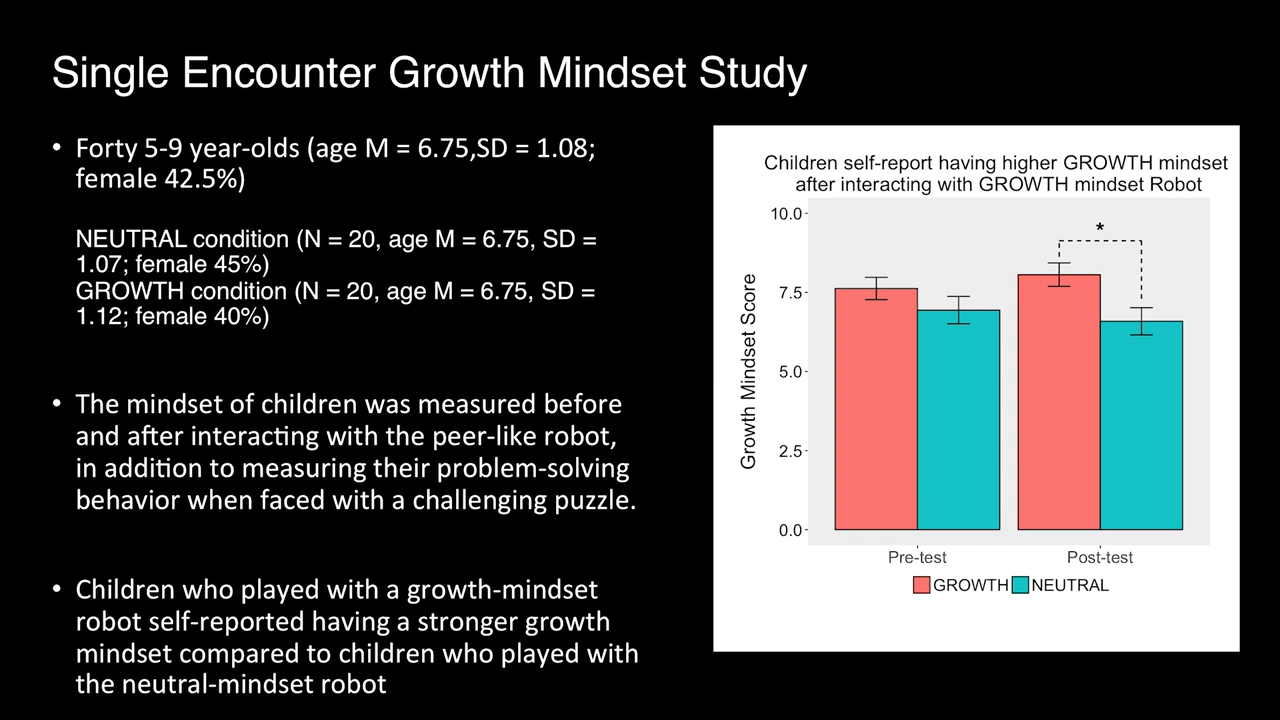 Single Encounter Growth Mindset Study
• Forty 5-9 year-olds (age M = 6.75,SD = 1.08;
female 42.5%)
NEUTRAL condition (N = 20, age M = 6.75, SD =
1.07; female 45%)
GROWTH condition (N = 20, age M = 6.75, SD =
1.12; female 40%)
• The mindset of children was measured before
and after interacting with the peer-like robot,
in addition to measuring their problem-solving
behavior when faced with a challenging puzzle.
• Children who played with a growth-mindset
robot self-reported having a stronger growth
mindset compared to children who played with
the neutral-mindset robot
Children self-report having higher GROWTH mindset
after interacting with GROWTH mindset Robot
Growth Mindset Score
10.0
7.5
5.0
2.5
0.0
*
Pre-test
Post-test
GROWTH NEUTRAL